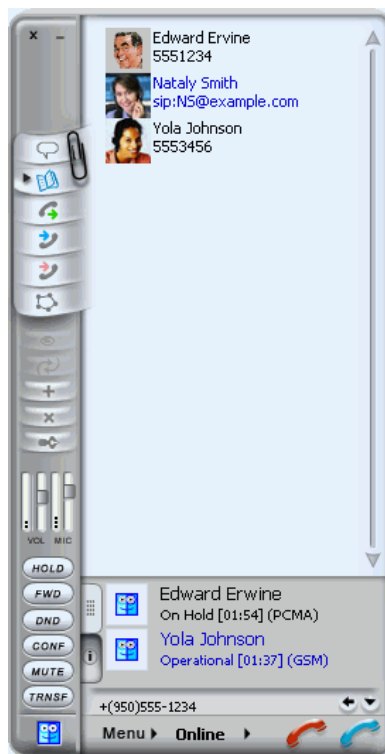 x –
Edward Ervine
5551234
Nataly Smith
sip:NS@example.com
Yola Johnson
5553456
VOL MIC
HOLD
FWD
DND
CONF
MUTE
TRNSF
Edward Erwine
On Hold [01:54] (PCMA)
Yola Johnson
Operational [01:37] (GSM)
i
+(950)555-1234
Menu Online